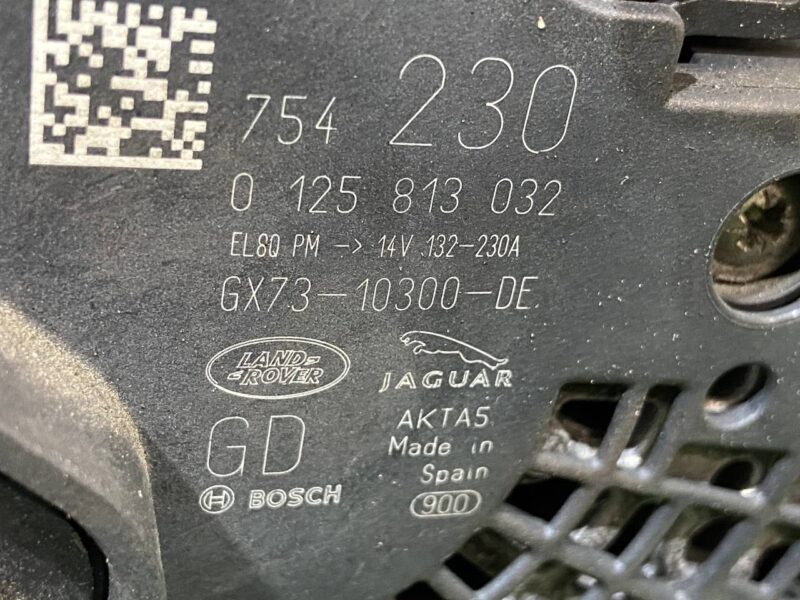 754 230
0 125 813 032
EL8Q PM -> 14V 132-230A
GX73-10300-DE
LAND-
-ROVER
JAGUAR
GD
AKTAS
Made in
Spain
BOSCH
900